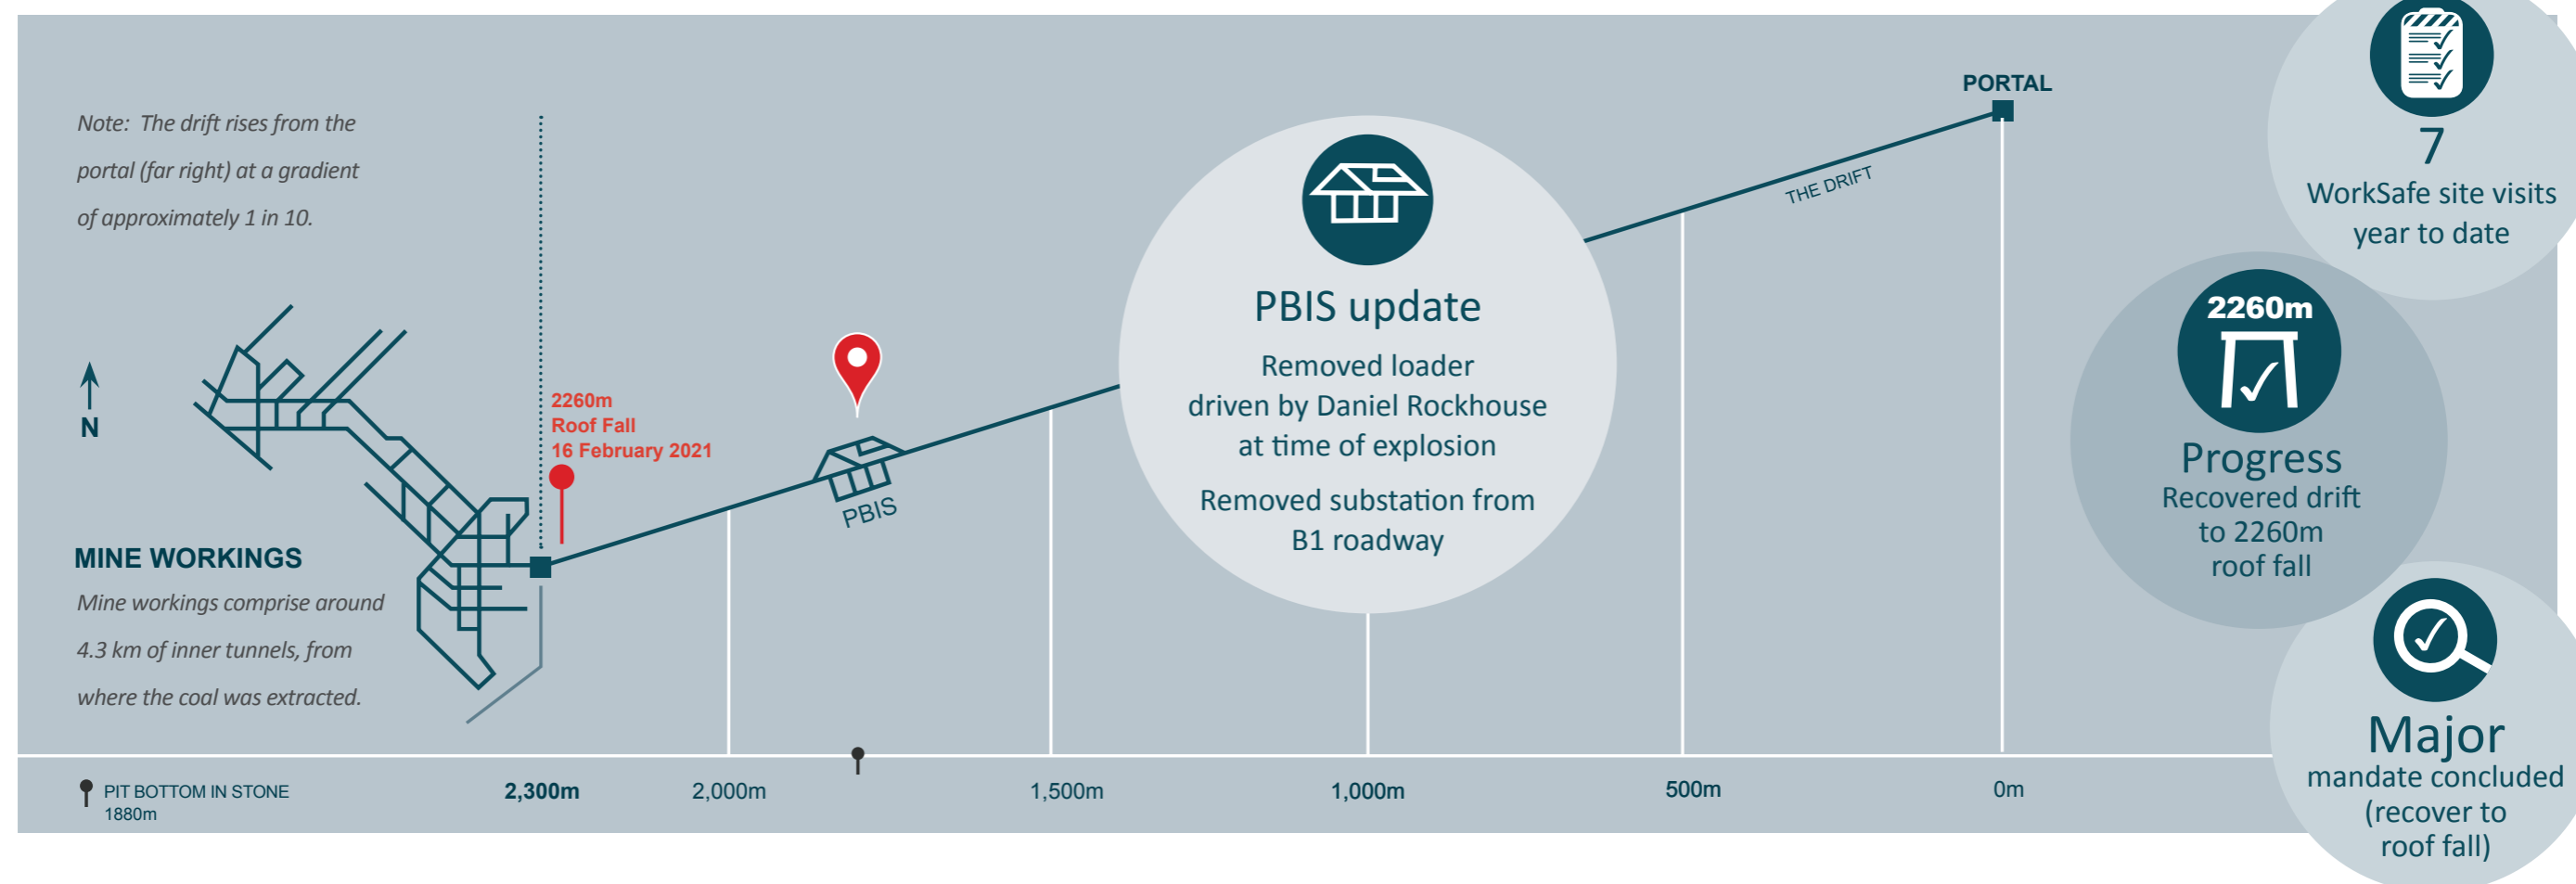 Note: The drift rises from the
portal (far right) at a gradient
of approximately 1 in 10.
N
MINE WORKINGS
Mine workings comprise around
4.3 km of inner tunnels, from
where the coal was extracted.
2260m
Roof Fall
16 February 2021
PBIS
PBIS update
Removed loader
driven by Daniel Rockhouse
at time of explosion
Removed substation from
B1 roadway
THE DRIFT
PORTAL
7
WorkSafe site visits
year to date
2260m
Progress
Recovered drift
to 2260m
roof fall
Major
mandate concluded
(recover to
roof fall)
PIT BOTTOM IN STONE
1880m
2,300m
2,000m
1,500m
1,000m
500m
0m